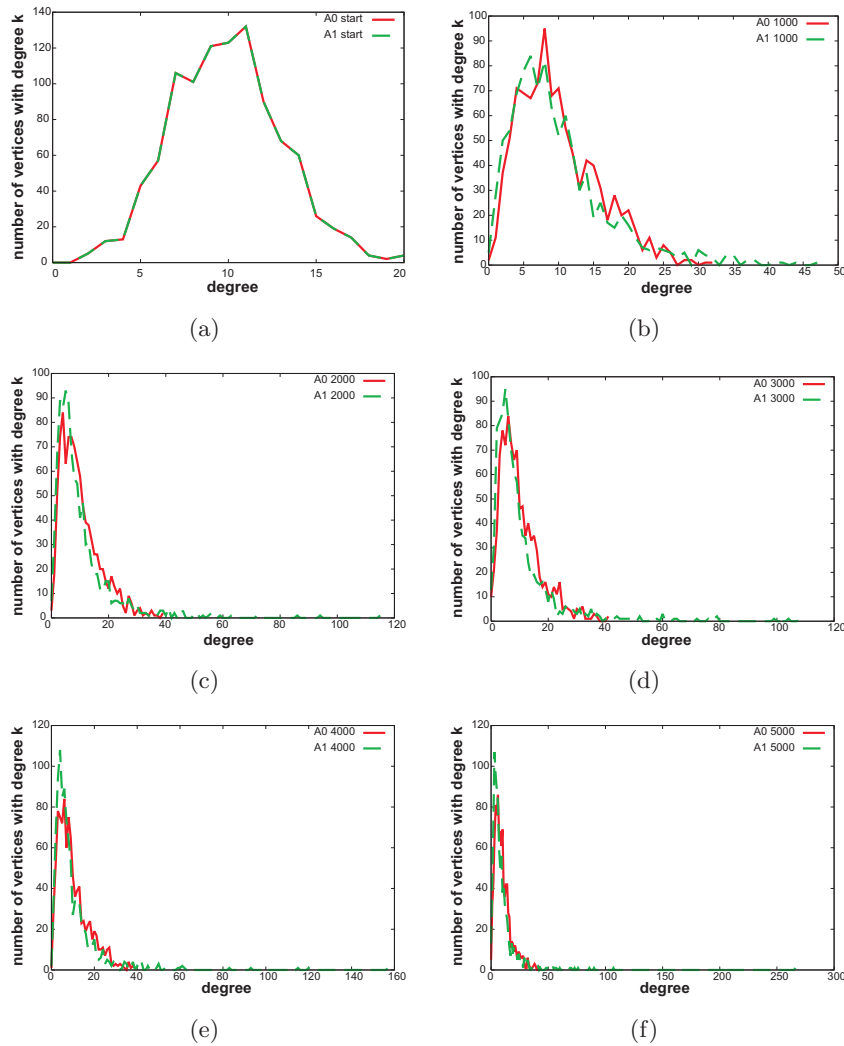 number of vertices with degree k
140
120
100
80
60
40
20
0
0 5 10 15 20
degree
A0 start
A1 start
(a)
number of vertices with degree k
100
90
80
70
60
50
40
30
20
10
0
0 5 10 15 20 25 30 35 40 45 50
degree
A0 1000
A1 1000
(b)
number of vertices with degree k
100
90
80
70
60
50
40
30
20
10
0
0 20 40 60 80 100 120
degree
A0 2000
A1 2000
(c)
number of vertices with degree k
100
90
80
70
60
50
40
30
20
10
0
0 20 40 60 80 100 120
degree
A0 3000
A1 3000
(d)
number of vertices with degree k
120
100
80
60
40
20
0
0 20 40 60 80 100 120 140 160
degree
A0 4000
A1 4000
(e)
number of vertices with degree k
120
100
80
60
40
20
0
0 50 100 150 200 250 300
degree
A0 5000
A1 5000
(f)